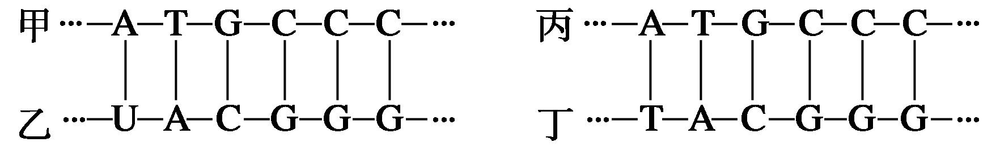 甲…A—T—G—C—C—C—…
乙…U—A—C—G—G—G—…
丙…A—T—G—C—C—C—…
丁…T—A—C—G—G—G—…